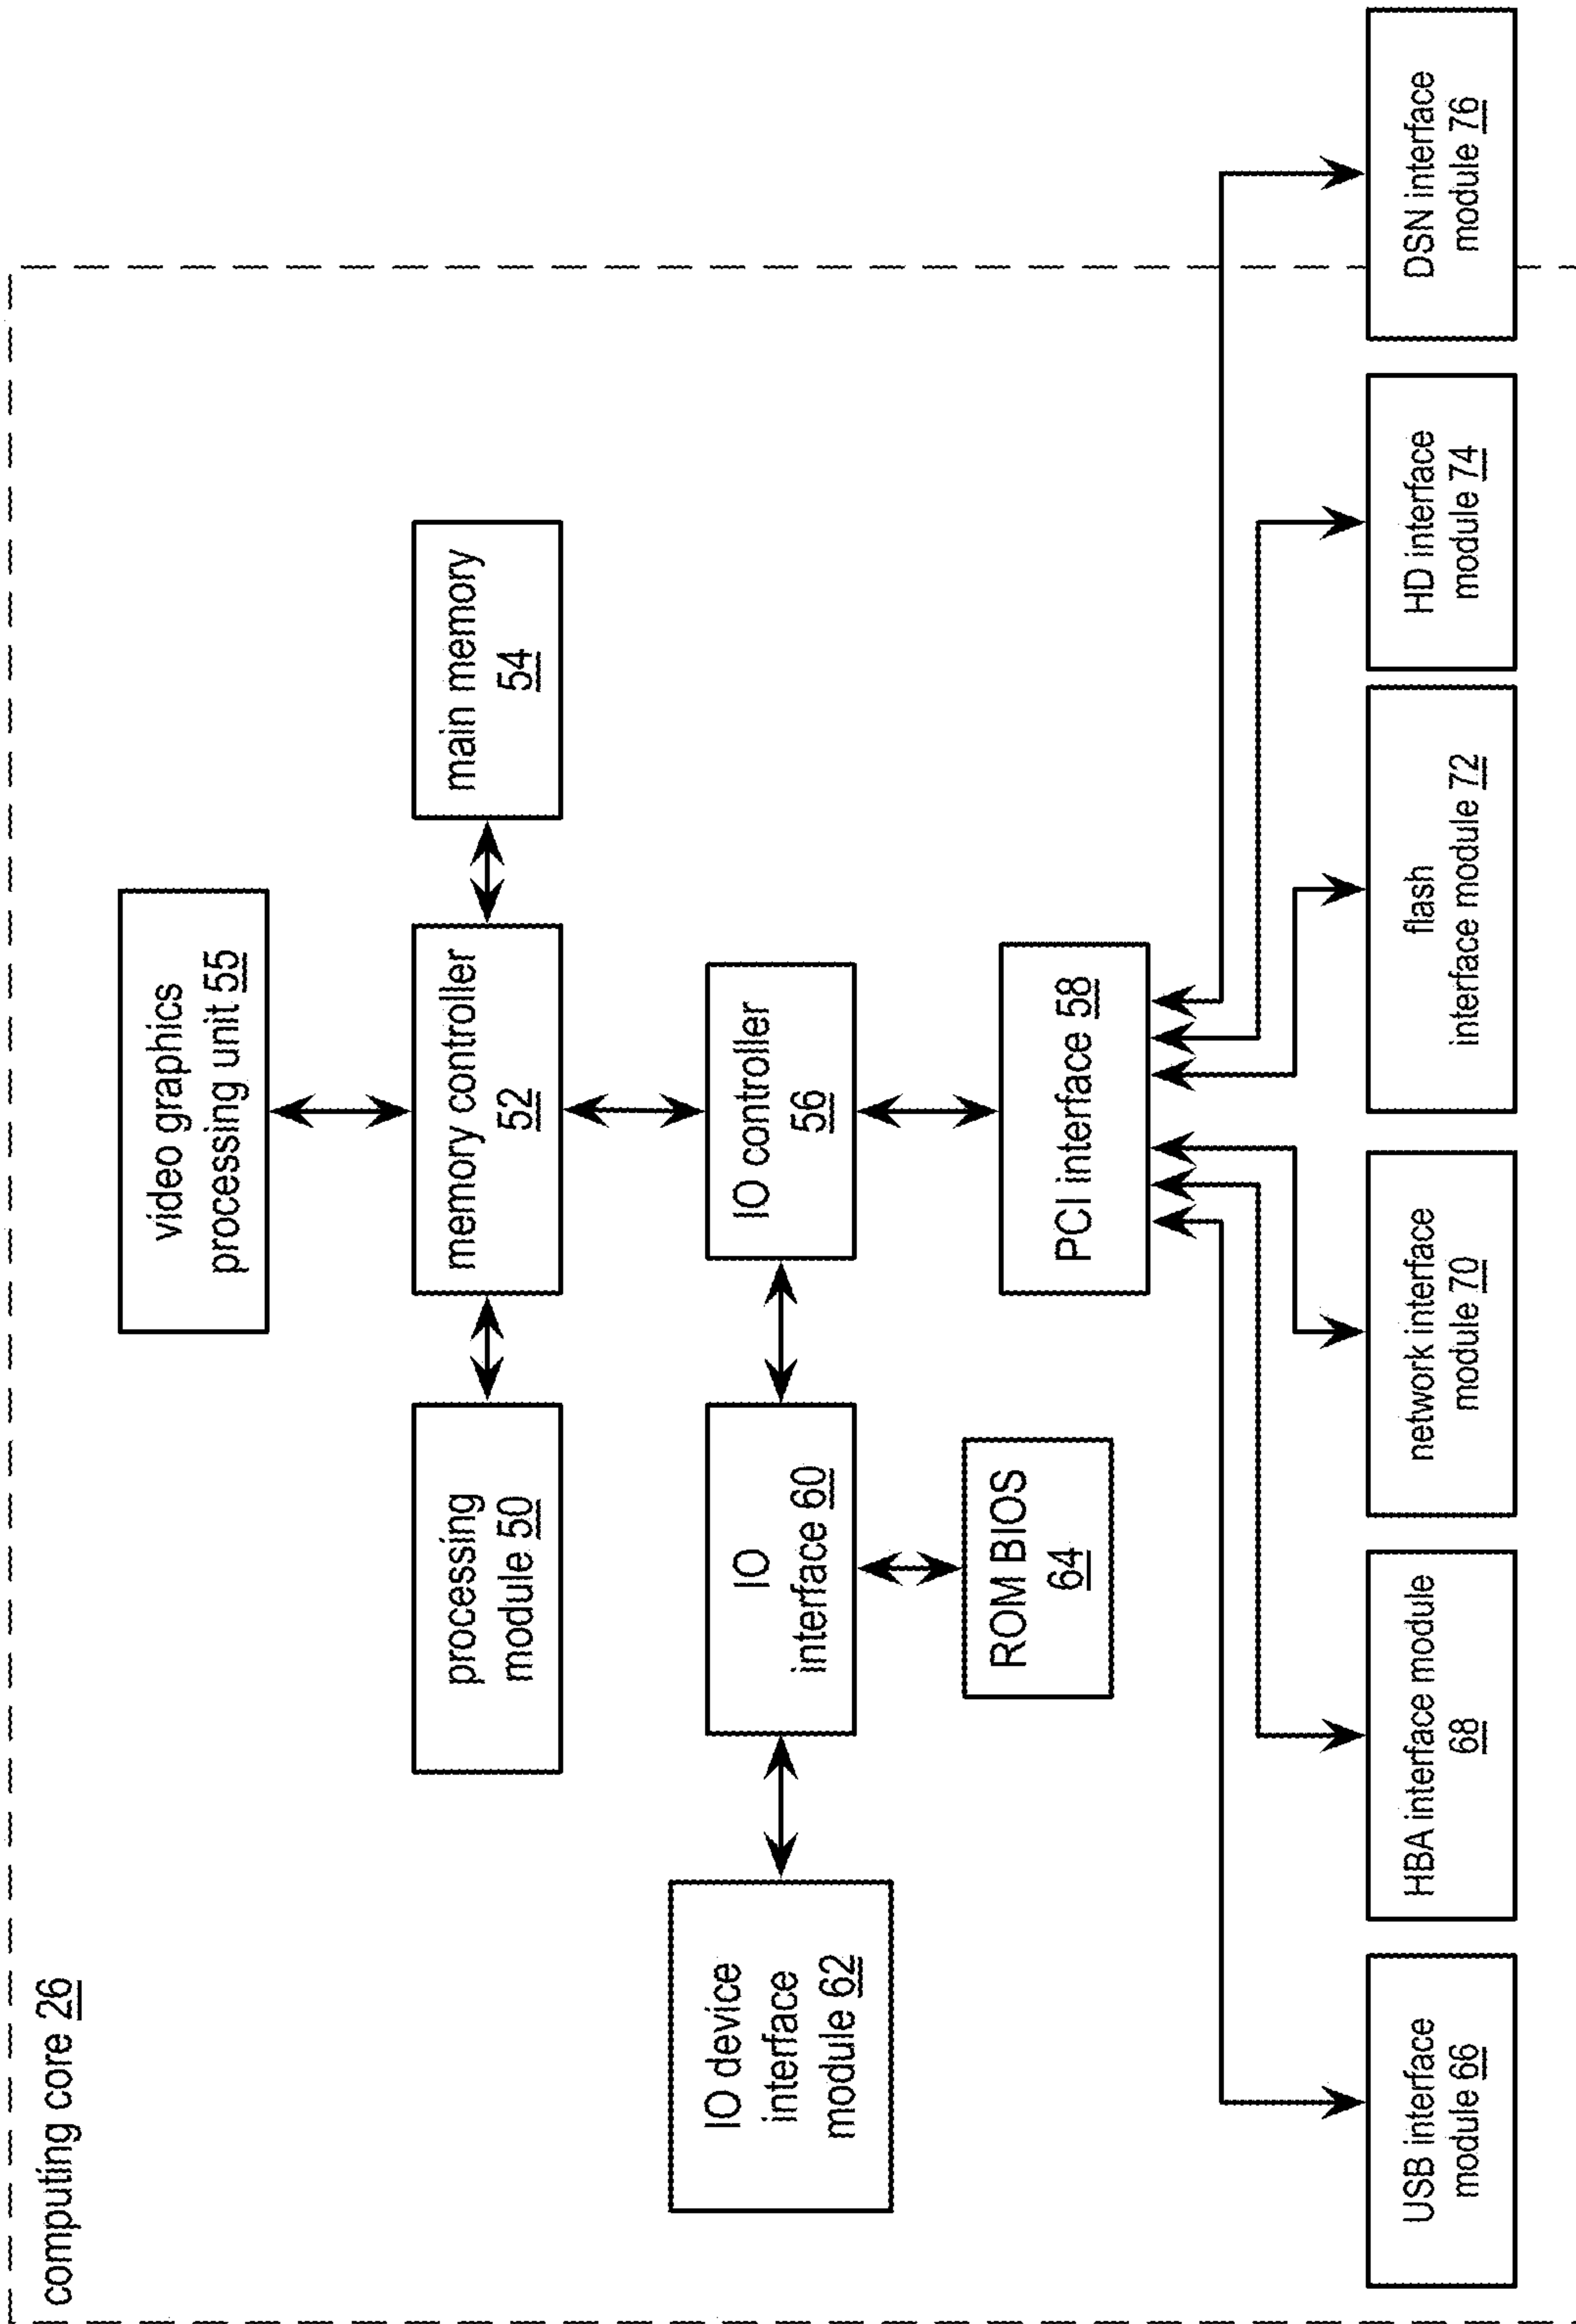 computing core 26
video graphics
processing unit 55
processing
module 50
memory controller
52
main memory
54
IO device
interface
module 62
IO
interface 60
IO controller
56
ROM BIOS
64
PCI interface 58
USB interface
module 66
HBA interface module
68
network interface
module 70
flash
interface module 72
HD interface
module 74
DSN interface
module 76